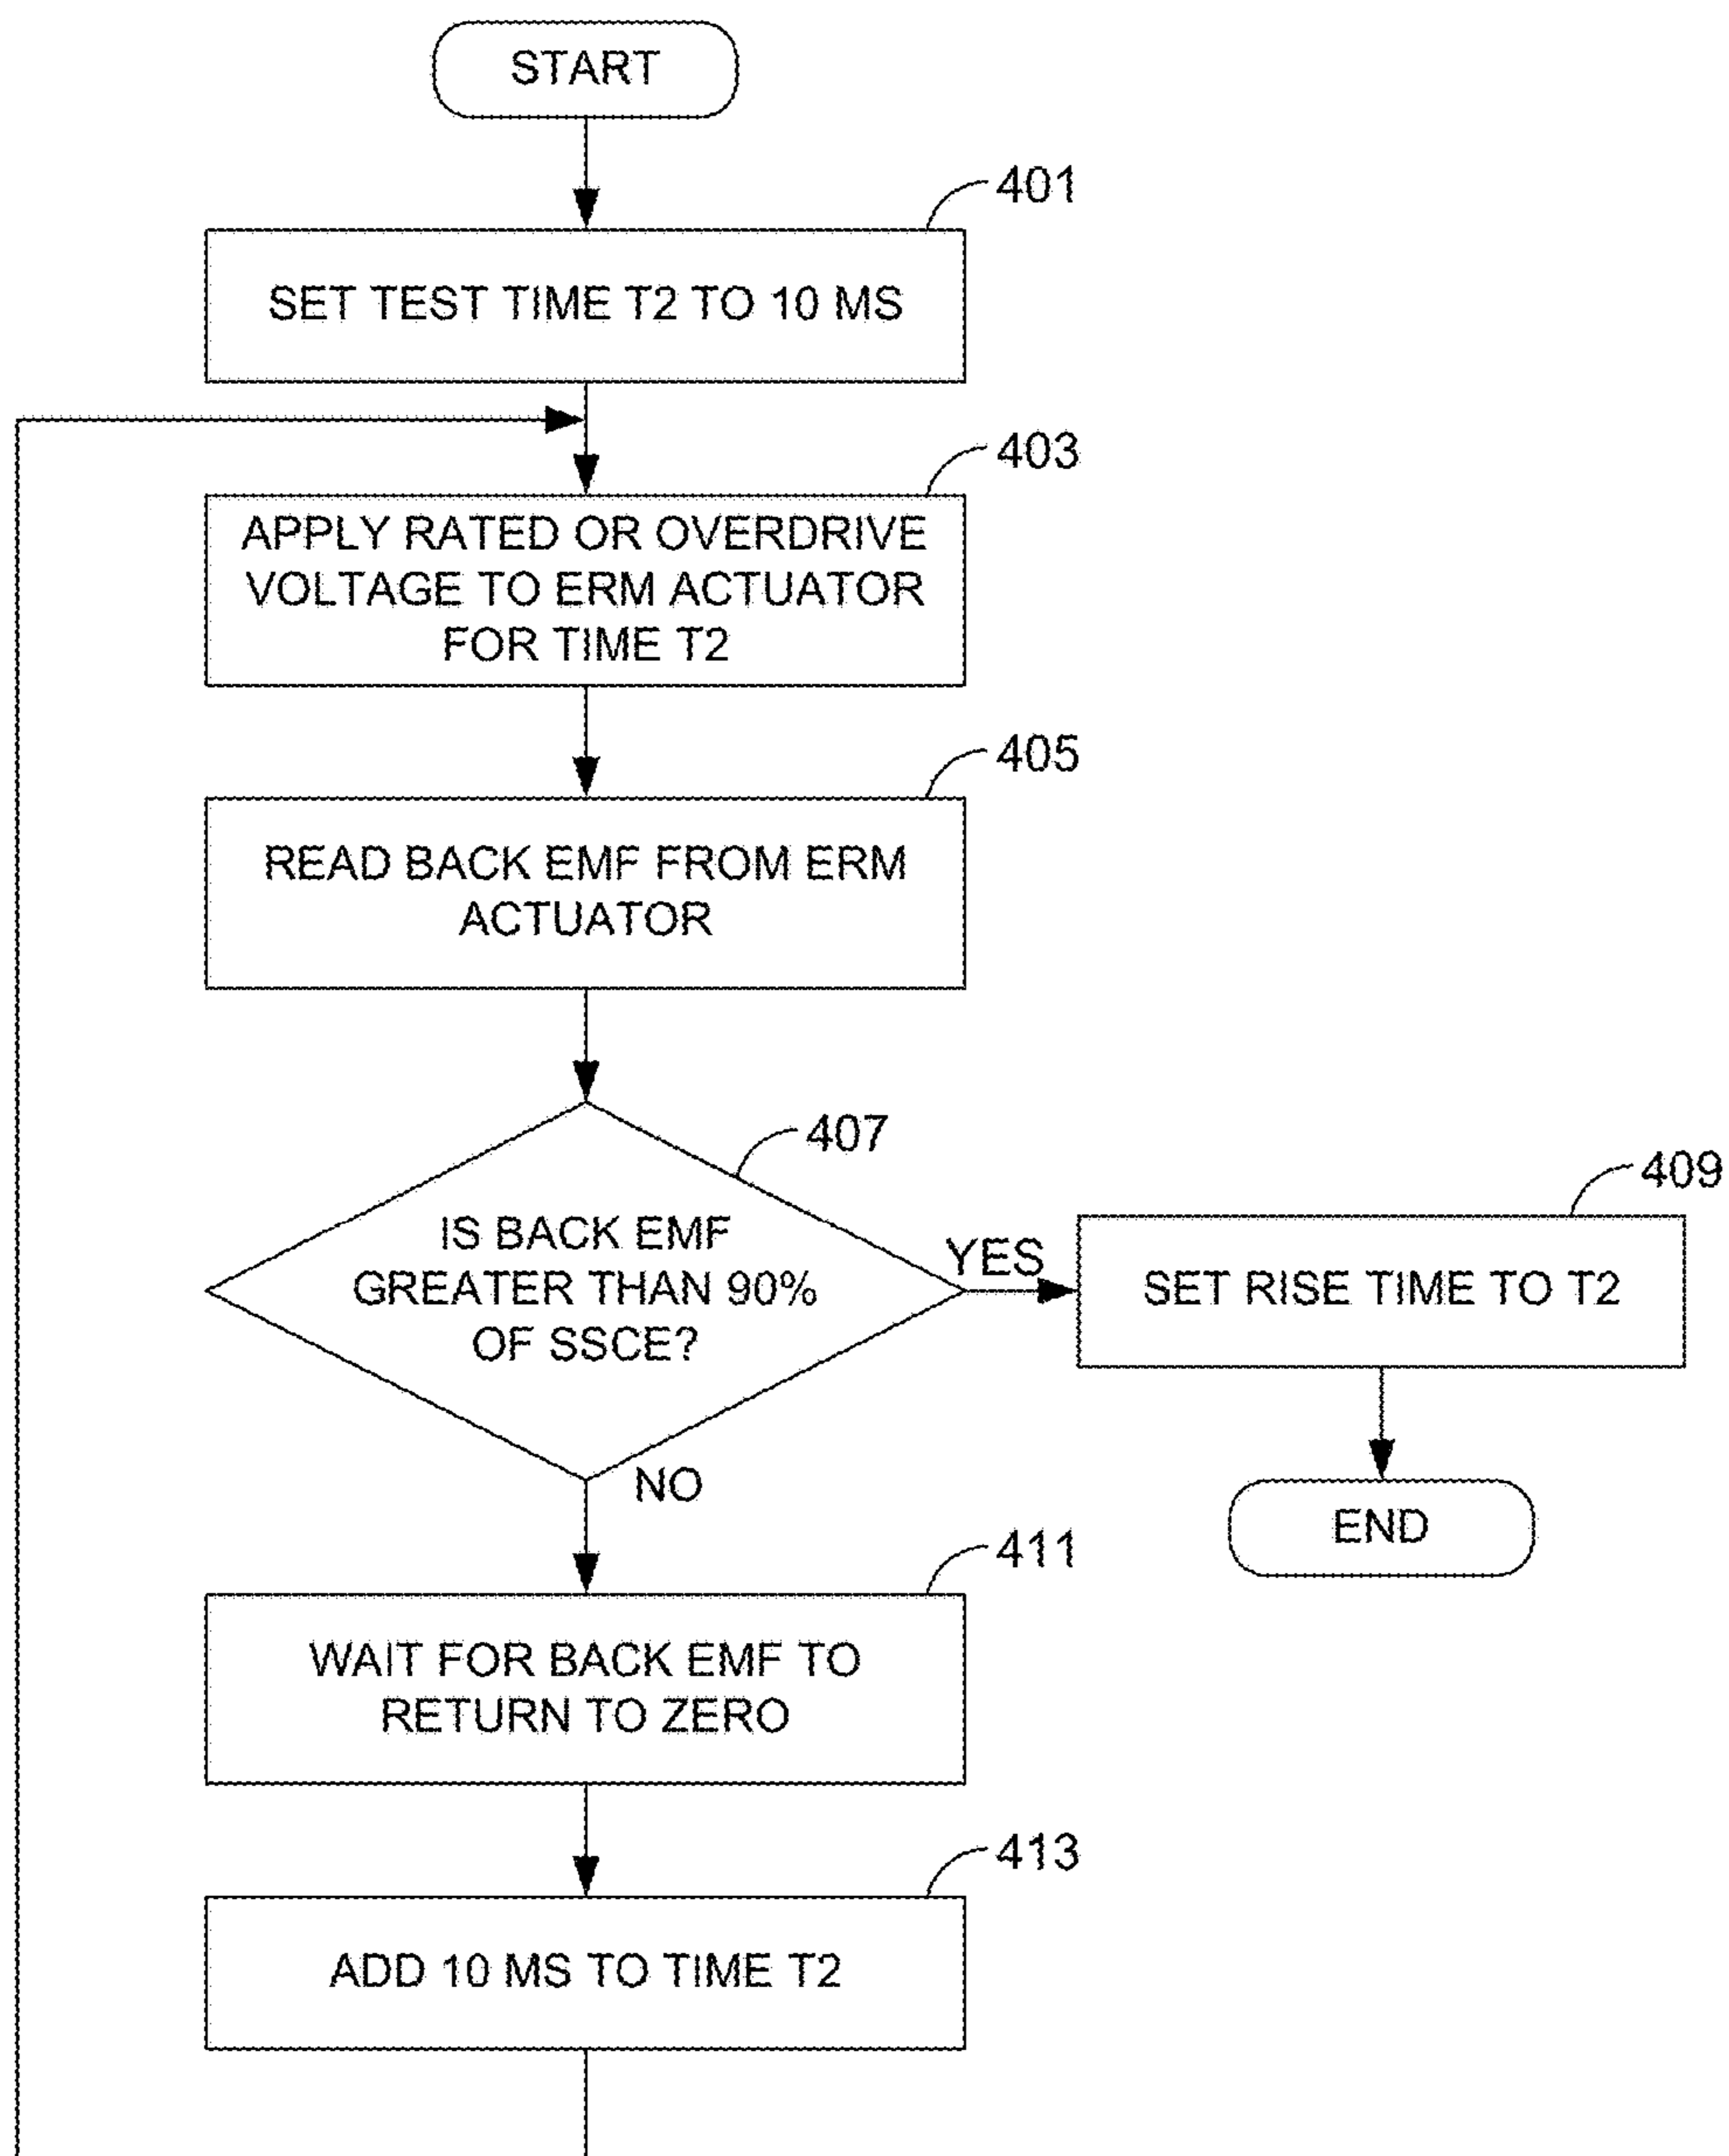 START
401
SET TEST TIME T2 TO 10 MS
403
APPLY RATED OR OVERDRIVE
VOLTAGE TO ERM ACTUATOR
FOR TIME T2
405
READ BACK EMF FROM ERM
ACTUATOR
407
IS BACK EMF
GREATER THAN 90%
OF SSCE?
YES
409
SET RISE TIME TO T2
END
NO
411
WAIT FOR BACK EMF TO
RETURN TO ZERO
413
ADD 10 MS TO TIME T2